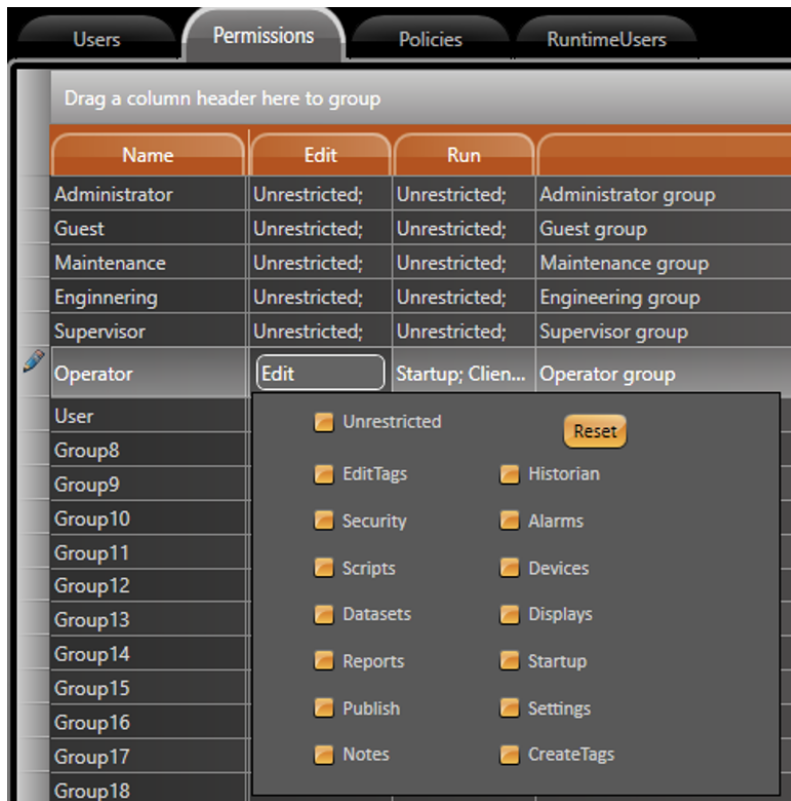 Users Permissions Policies RuntimeUsers
Drag a column header here to group
Name Edit Run
Administrator Unrestricted; Unrestricted; Administrator group
Guest Unrestricted; Unrestricted; Guest group
Maintenance Unrestricted; Unrestricted; Maintenance group
Enginnering Unrestricted; Unrestricted; Engineering group
Supervisor Unrestricted; Unrestricted; Supervisor group
Operator Edit Startup; Clien... Operator group
User
Group8
Group9
Group10
Group11
Group12
Group13
Group14
Group15
Group16
Group17
Group18
Unrestricted Reset
EditTags Historian
Security Alarms
Scripts Devices
Datasets Displays
Reports Startup
Publish Settings
Notes CreateTags